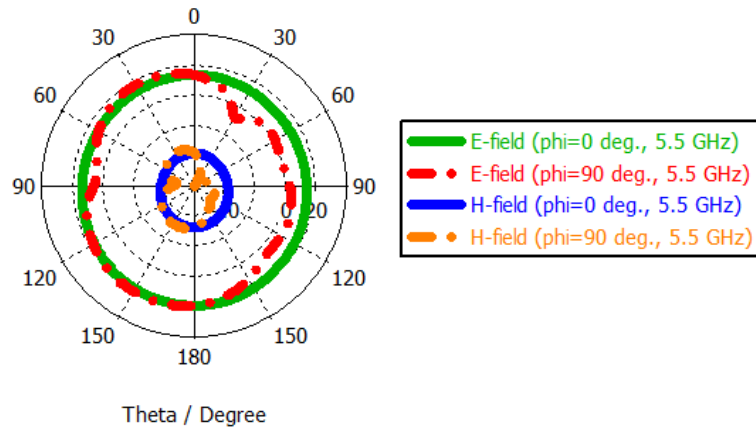 0
30
30
60
60
90
90
120
120
150
150
180
0
20
Theta / Degree
E-field (phi=0 deg., 5.5 GHz)
E-field (phi=90 deg., 5.5 GHz)
H-field (phi=0 deg., 5.5 GHz)
H-field (phi=90 deg., 5.5 GHz)